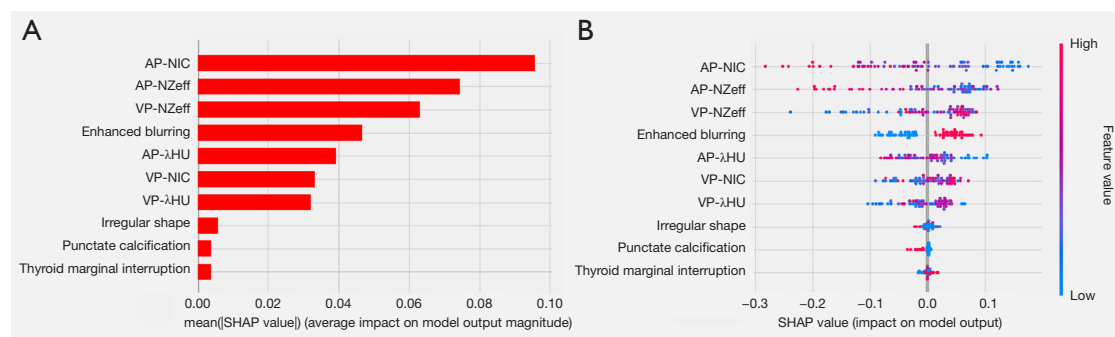 A
AP-NIC
AP-NZeff
VP-NZeff
Enhanced blurring
AP-λHU
VP-NIC
VP-λHU
Irregular shape
Punctate calcification
Thyroid marginal interruption
0.00 0.02 0.04 0.06 0.08 0.10
mean(|SHAP value|) (average impact on model output magnitude)
B
AP-NIC
AP-NZeff
VP-NZeff
Enhanced blurring
AP-λHU
VP-NIC
VP-λHU
Irregular shape
Punctate calcification
Thyroid marginal interruption
−0.3 −0.2 −0.1 0.0 0.1
SHAP value (impact on model output)
High
Feature value
Low